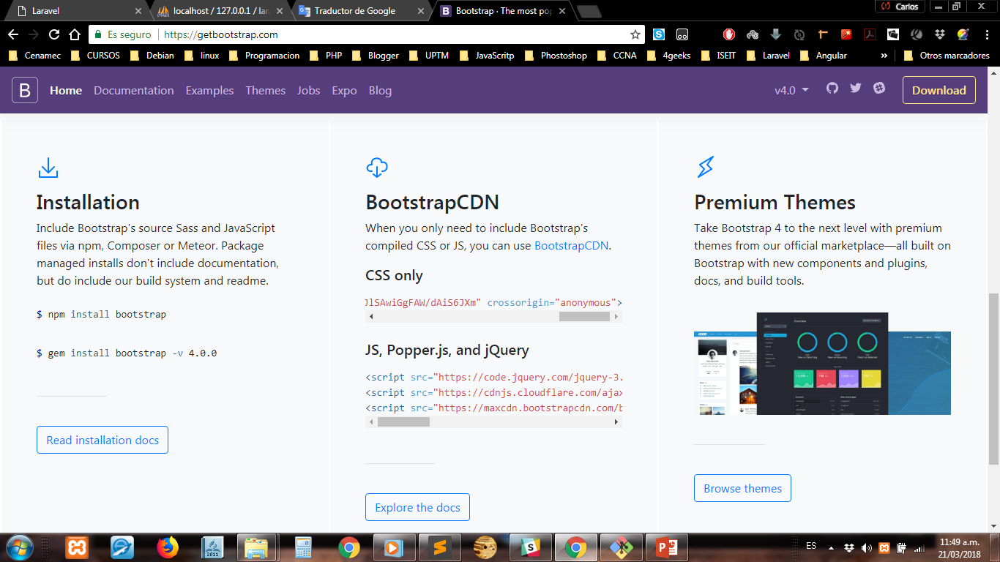 Laravel
localhost / 127.0.0.1 / lar
Traductor de Google
Bootstrap · The most pop
Carlos
Es seguro
https://getbootstrap.com
Cenamec
CURSOS
Debian
linux
Programacion
PHP
Blogger
UPTM
JavaScritp
Phostoshop
CCNA
4geeks
ISEIT
Laravel
Angular
»
Otros marcadores
B
Home
Documentation
Examples
Themes
Jobs
Expo
Blog
v4.0
Download
Installation
Include Bootstrap's source Sass and JavaScript
files via npm, Composer or Meteor. Package
managed installs don't include documentation,
but do include our build system and readme.
$ npm install bootstrap
$ gem install bootstrap -v 4.0.0
Read installation docs
BootstrapCDN
When you only need to include Bootstrap's
compiled CSS or JS, you can use BootstrapCDN.
CSS only
JlSAwiGgFAW/dAiS6JXm" crossorigin="anonymous">
JS, Popper.js, and jQuery
<script src="https://code.jquery.com/jquery-3.
<script src="https://cdnjs.cloudflare.com/ajax
<script src="https://maxcdn.bootstrapcdn.com/b
Explore the docs
Premium Themes
Take Bootstrap 4 to the next level with premium
themes from our official marketplace—all built on
Bootstrap with new components and plugins,
docs, and build tools.
Overview
Browse themes
2011
ES
11:49 a.m.
21/03/2018